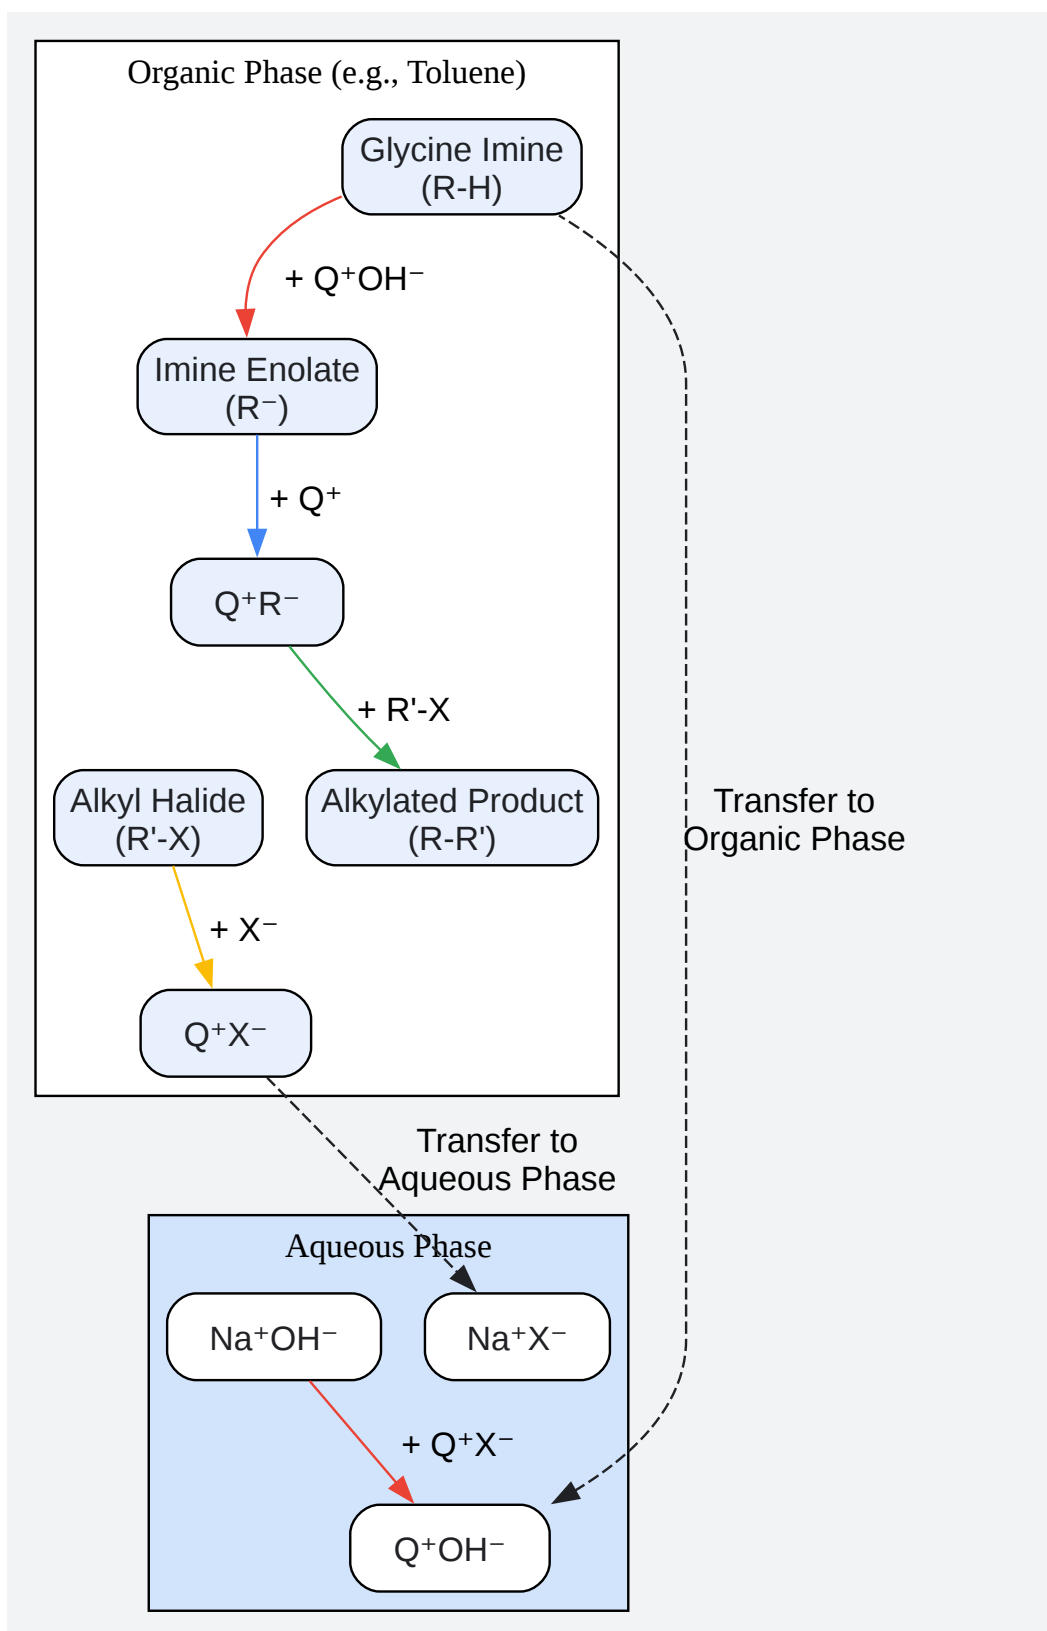 Organic Phase (e.g., Toluene)
Glycine Imine
(R-H)
+ Q⁺OH⁻
Imine Enolate
(R⁻)
+ Q⁺
Q⁺R⁻
+ R'-X
Alkyl Halide
(R'-X)
Alkylated Product
(R-R')
Transfer to
Organic Phase
+ X⁻
Q⁺X⁻
Transfer to
Aqueous Phase
Aqueous Phase
Na⁺OH⁻
Na⁺X⁻
+ Q⁺X⁻
Q⁺OH⁻